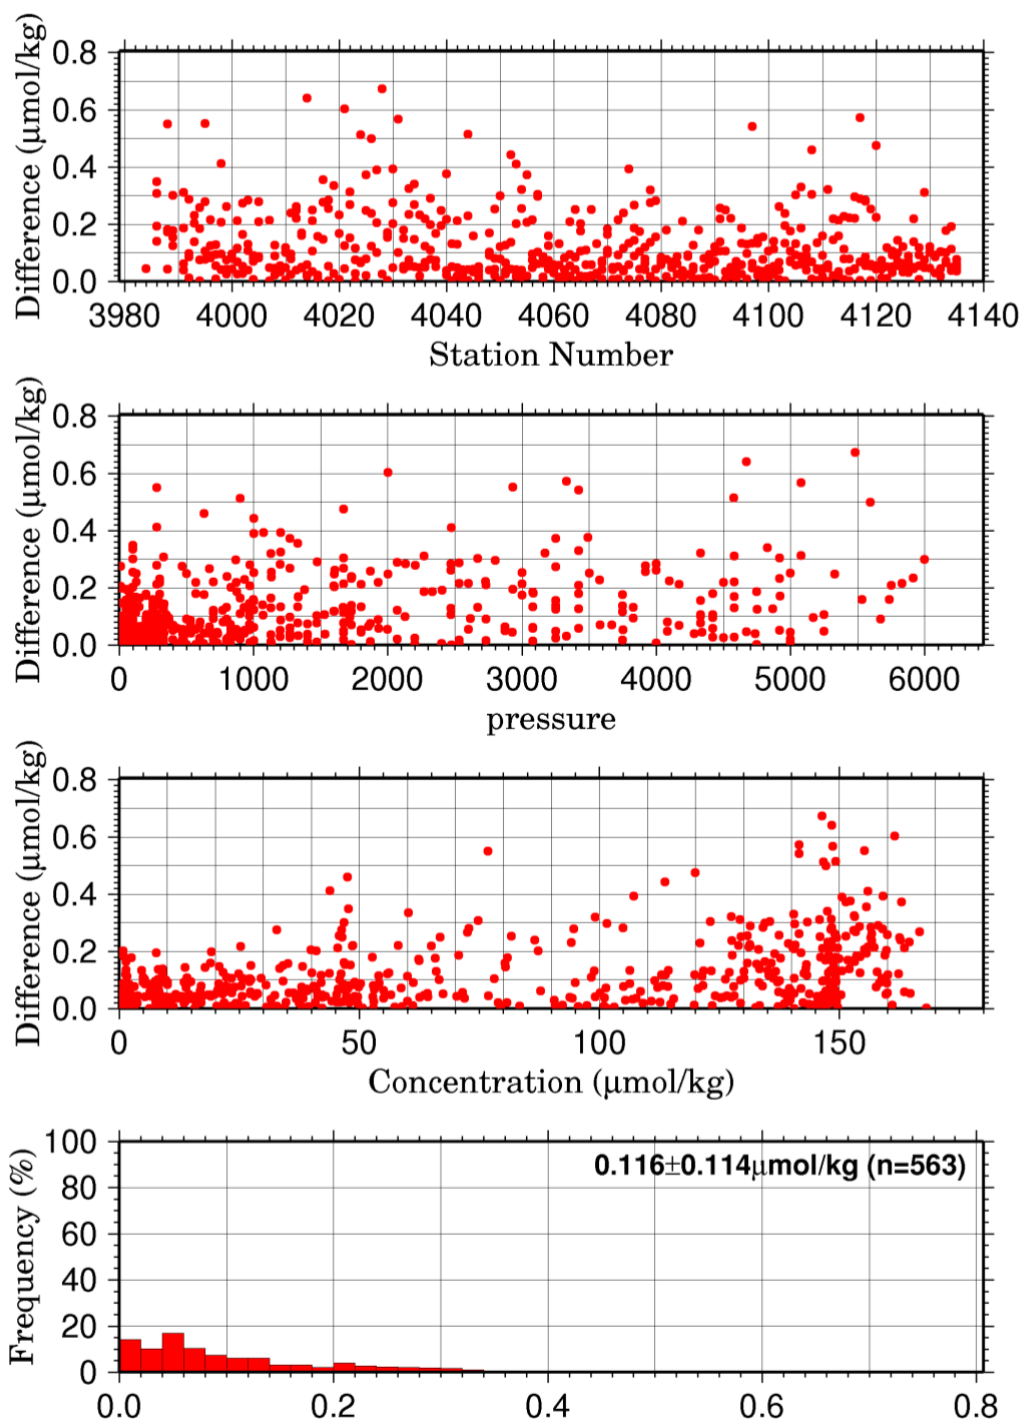 Difference (µmol/kg)
0.8
0.6
0.4
0.2
0.0
3980 4000 4020 4040 4060 4080 4100 4120 4140
Station Number
Difference (µmol/kg)
0.8
0.6
0.4
0.2
0.0
0 1000 2000 3000 4000 5000 6000
pressure
Difference (µmol/kg)
0.8
0.6
0.4
0.2
0.0
0 50 100 150
Concentration (µmol/kg)
Frequency (%)
100
80
60
40
20
0
0.116±0.114µmol/kg (n=563)
0.0 0.2 0.4 0.6 0.8